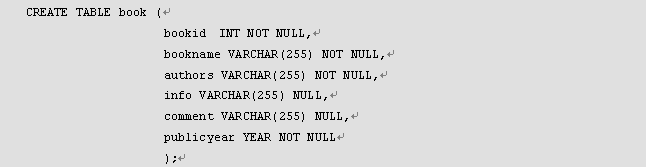 CREATE TABLE book (
bookid  INT NOT NULL,
bookname VARCHAR(255) NOT NULL,
authors VARCHAR(255) NOT NULL,
info VARCHAR(255) NULL,
comment VARCHAR(255) NULL,
publicyear YEAR NOT NULL
);